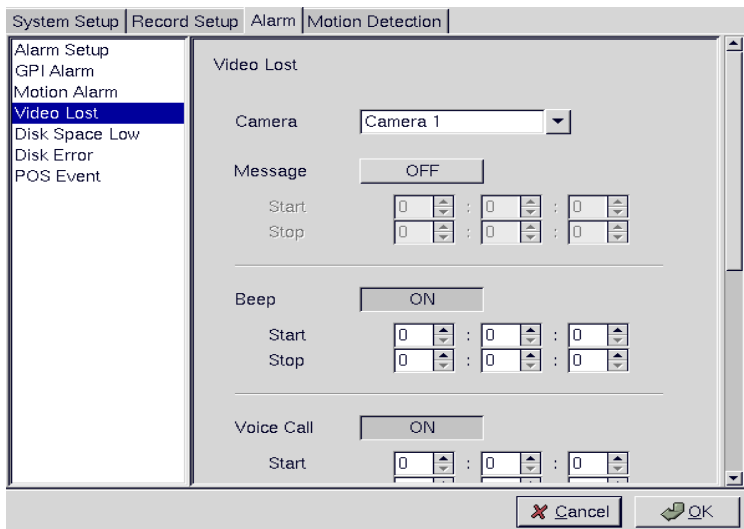 System Setup Record Setup Alarm Motion Detection
Alarm Setup
GPI Alarm
Motion Alarm
Video Lost
Disk Space Low
Disk Error
POS Event
Video Lost
Camera Camera 1
Message OFF
Start 0 : 0 : 0
Stop 0 : 0 : 0
Beep ON
Start 0 : 0 : 0
Stop 0 : 0 : 0
Voice Call ON
Start 0 : 0 : 0
Cancel OK